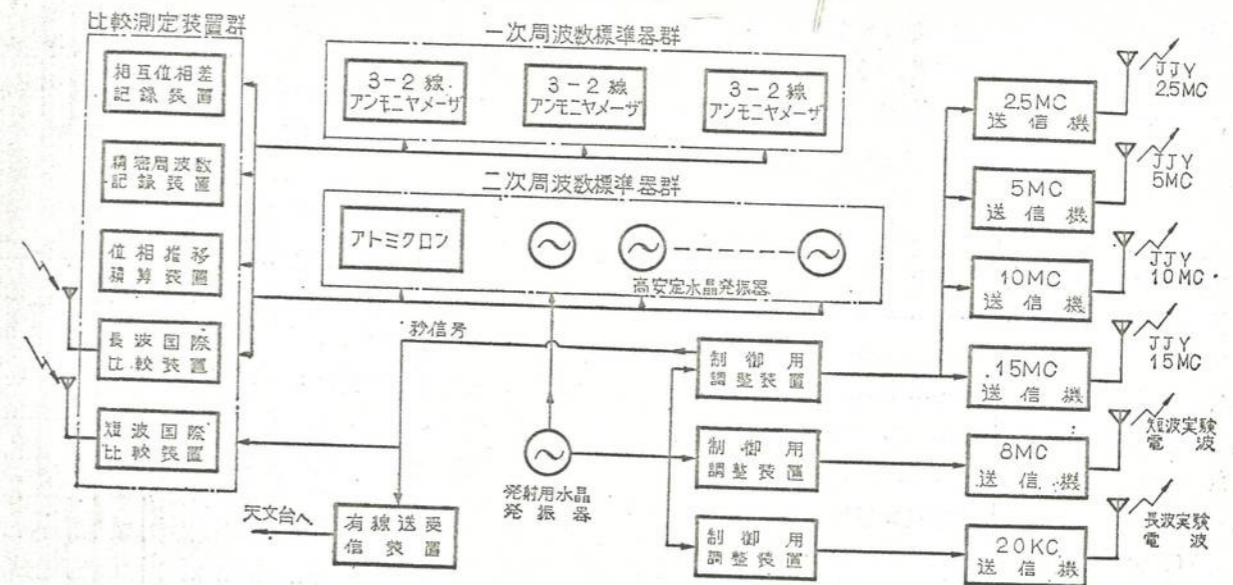 比較測定装置群
相互位相差
記録装置
精密周波数
記録装置
位相推移
積算装置
長波国際
比較装置
短波国際
比較装置
一次周波数標準器群
3-2線
アンモニヤメーザ
3-2線
アンモニヤメーザ
3-2線
アンモニヤメーザ
二次周波数標準器群
アトミクロン
高安定水晶発振器
秒信号
発射用水晶
発振器
天文台へ
有線送受
信装置
制御用
調整装置
制御用
調整装置
制御用
調整装置
2.5MC
送信機
JJY
2.5MC
5MC
送信機
JJY
5MC
10MC
送信機
JJY
10MC
15MC
送信機
JJY
15MC
8MC
送信機
短波実験
電波
20KC
送信機
長波実験
電波